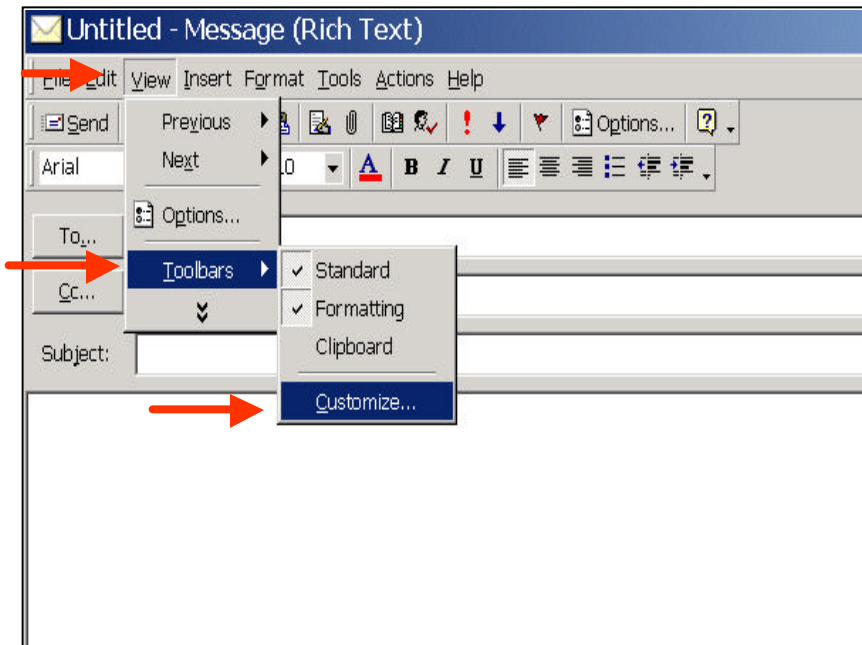 Untitled - Message (Rich Text)
File Edit View Insert Format Tools Actions Help
Send Previous Options...
Arial Next 10 A B I U
Options...
To...
Toolbars Standard
Cc... Formatting
Subject: Clipboard
Customize...